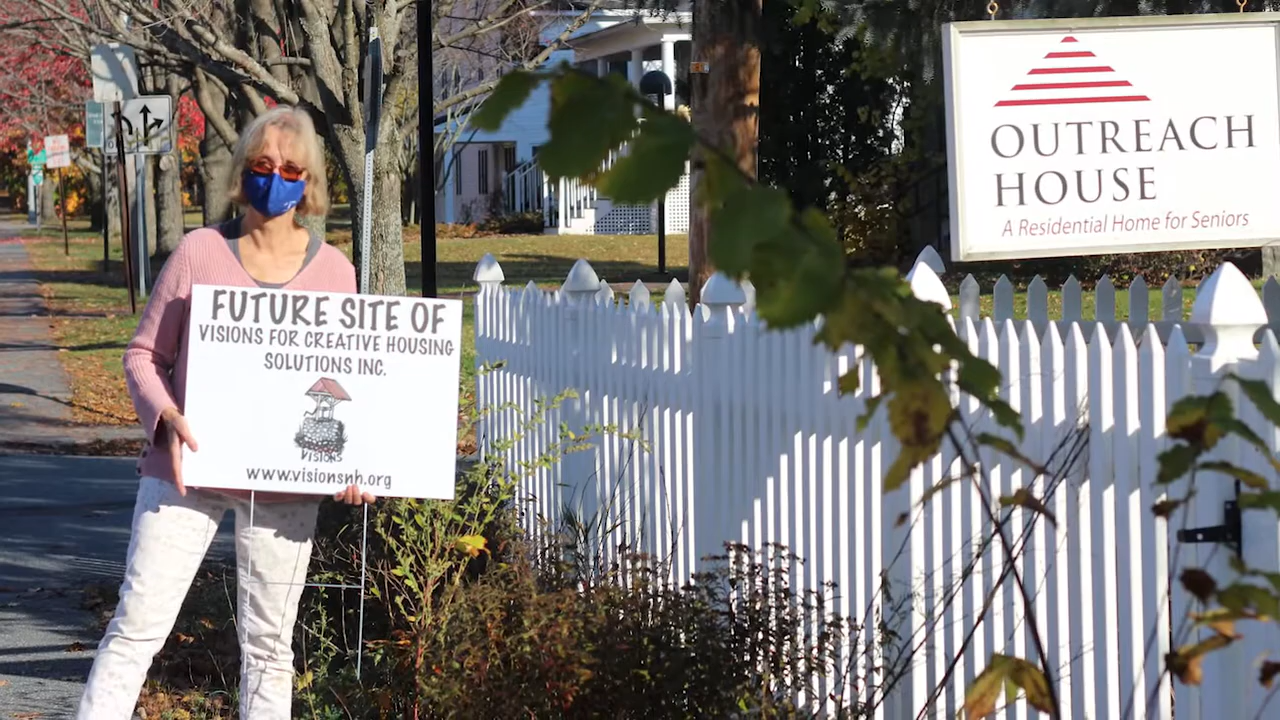 FUTURE SITE OF
VISIONS FOR CREATIVE HOUSING
SOLUTIONS INC.
Visions
www.visionsnh.org
OUTREACH
HOUSE
A Residential Home for Seniors